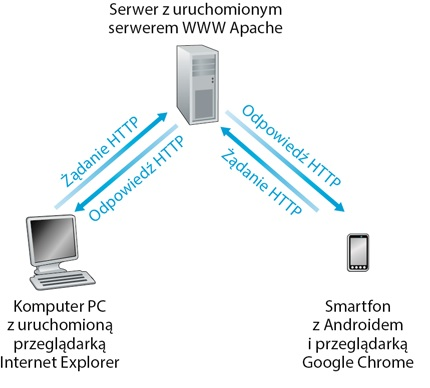 Serwer z uruchomionym
serwerem WWW Apache
Żądanie HTTP
Odpowiedź HTTP
Odpowiedź HTTP
Żądanie HTTP
Komputer PC
z uruchomioną
przeglądarką
Internet Explorer
Smartfon
z Androidem
i przeglądarką
Google Chrome